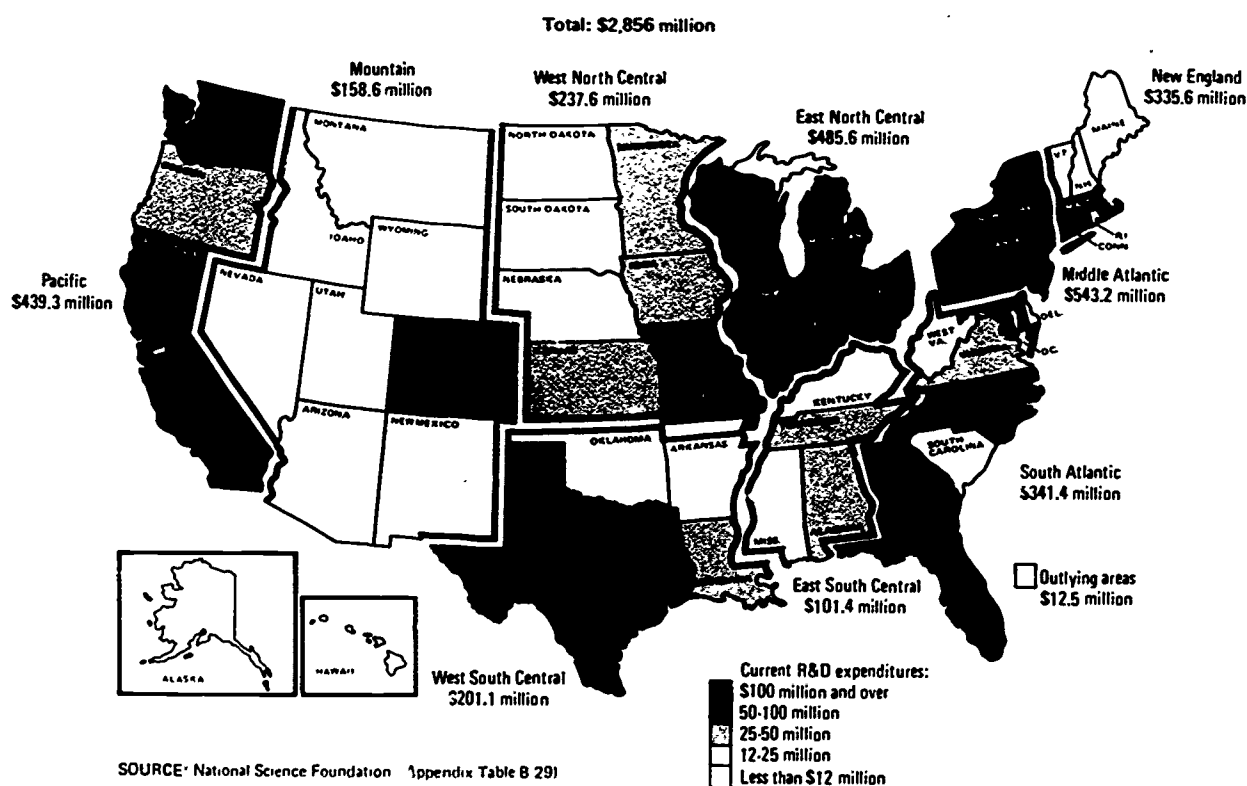 Total: $2,856 million
Mountain
$158.6 million
West North Central
$237.6 million
East North Central
$485.6 million
New England
$335.6 million
Pacific
$439.3 million
Middle Atlantic
$543.2 million
South Atlantic
$341.4 million
East South Central
$101.4 million
West South Central
$201.1 million
Outlying areas
$12.5 million
MONTANA
NORTH DAKOTA
MAINE
VT
N.H.
SOUTH DAKOTA
WYOMING
IDAHO
RI
CONN
NEVADA
UTAH
NEBRASKA
DEL
WEST
VA.
DC
ARIZONA
NEW MEXICO
KENTUCKY
OKLAHOMA
ARKANSAS
SOUTH
CAROLINA
MISS.
ALASKA
HAWAII
Current R&D expenditures:
$100 million and over
50-100 million
25-50 million
12-25 million
Less than $12 million
SOURCE: National Science Foundation Appendix Table B 29)